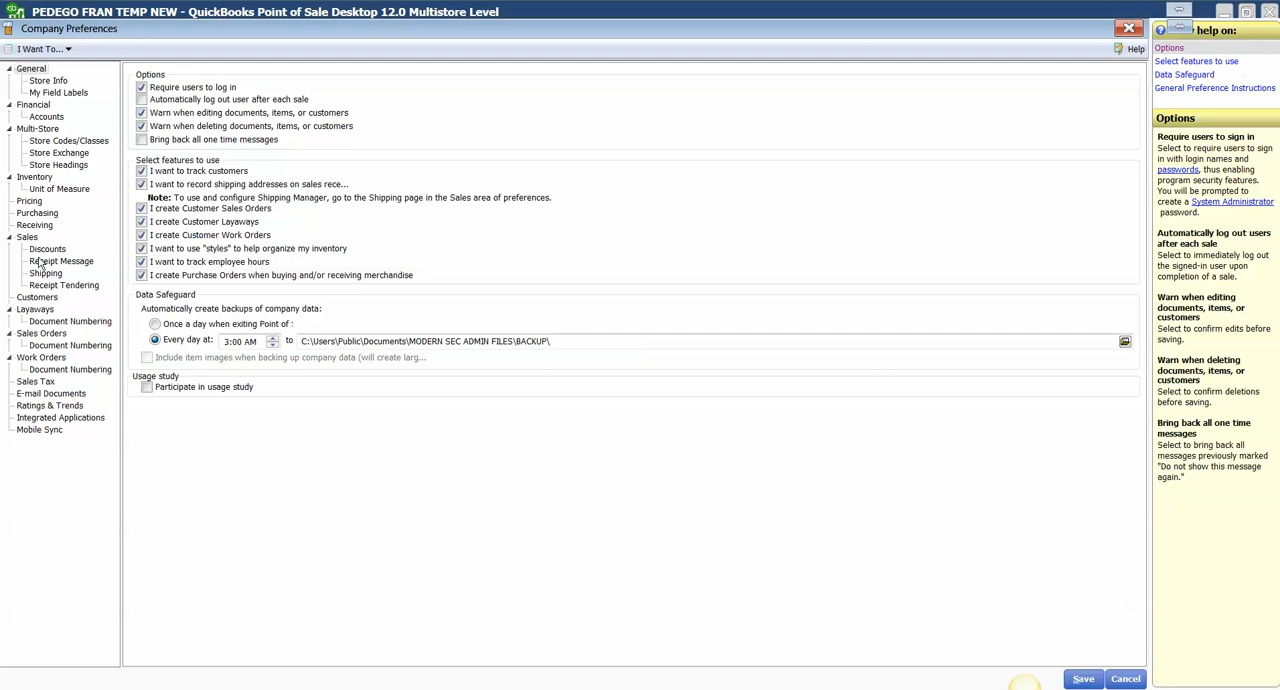 PEDEGO FRAN TEMP NEW - QuickBooks Point of Sale Desktop 12.0 Multistore Level
Company Preferences
I Want To...
Help
General
Store Info
My Field Labels
Financial
Accounts
Multi-Store
Store Codes/Classes
Store Exchange
Store Headings
Inventory
Unit of Measure
Pricing
Purchasing
Receiving
Sales
Discounts
Receipt Message
Shipping
Receipt Tendering
Customers
Layaways
Document Numbering
Sales Orders
Document Numbering
Work Orders
Document Numbering
Sales Tax
E-mail Documents
Ratings & Trends
Integrated Applications
Mobile Sync
Options
Require users to log in
Automatically log out user after each sale
Warn when editing documents, items, or customers
Warn when deleting documents, items, or customers
Bring back all one time messages
Select features to use
I want to track customers
I want to record shipping addresses on sales rece...
Note: To use and configure Shipping Manager, go to the Shipping page in the Sales area of preferences.
I create Customer Sales Orders
I create Customer Layaways
I create Customer Work Orders
I want to use "styles" to help organize my inventory
I want to track employee hours
I create Purchase Orders when buying and/or receiving merchandise
Data Safeguard
Automatically create backups of company data:
Once a day when exiting Point of :
Every day at: 3:00 AM to C:\Users\Public\Documents\MODERN SEC ADMIN FILES\BACKUP\
Include item images when backing up company data (will create larg...
Usage study
Participate in usage study
Save Cancel
help on:
Options
Select features to use
Data Safeguard
General Preference Instructions
Options
Require users to sign in
Select to require users to sign
in with login names and
passwords, thus enabling
program security features.
You will be prompted to
create a System Administrator
password.
Automatically log out users
after each sale
Select to immediately log out
the signed-in user upon
completion of a sale.
Warn when editing
documents, items, or
customers
Select to confirm edits before
saving.
Warn when deleting
documents, items, or
customers
Select to confirm deletions
before saving.
Bring back all one time
messages
Select to bring back all
messages previously marked
"Do not show this message
again."